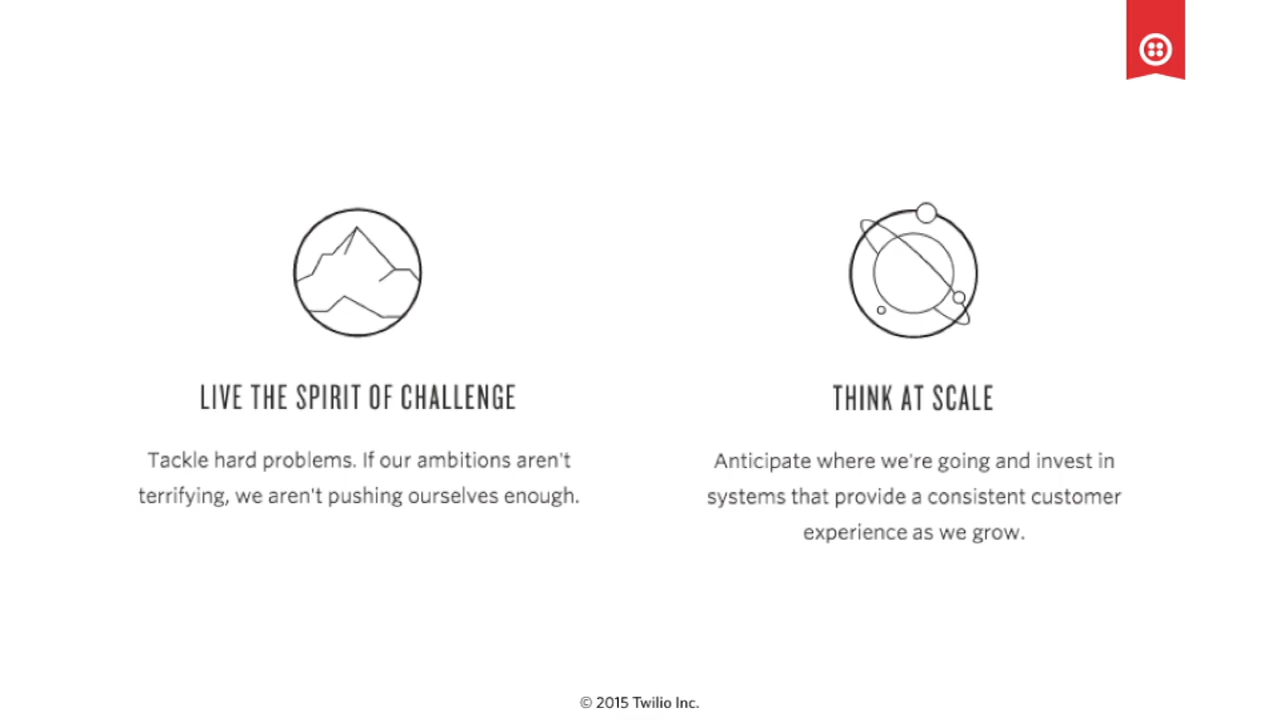 LIVE THE SPIRIT OF CHALLENGE
Tackle hard problems. If our ambitions aren't
terrifying, we aren't pushing ourselves enough.
THINK AT SCALE
Anticipate where we're going and invest in
systems that provide a consistent customer
experience as we grow.
© 2015 Twilio Inc.